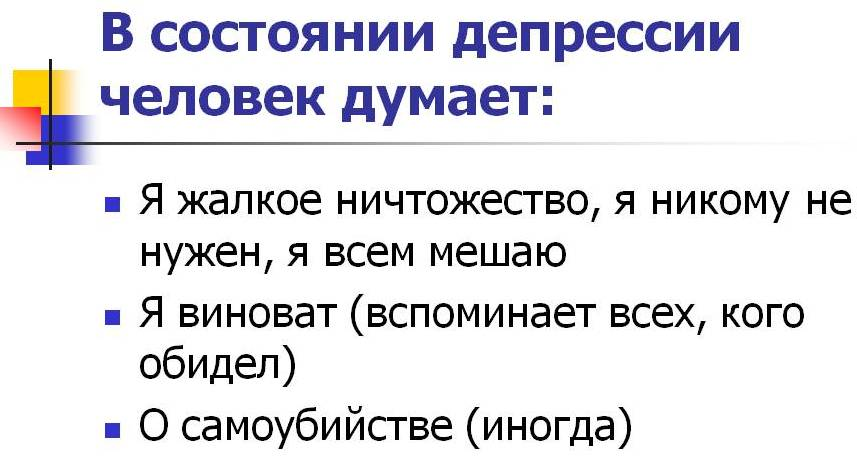 В состоянии депрессии
человек думает:
Я жалкое ничтожество, я никому не
нужен, я всем мешаю
Я виноват (вспоминает всех, кого
обидел)
О самоубийстве (иногда)